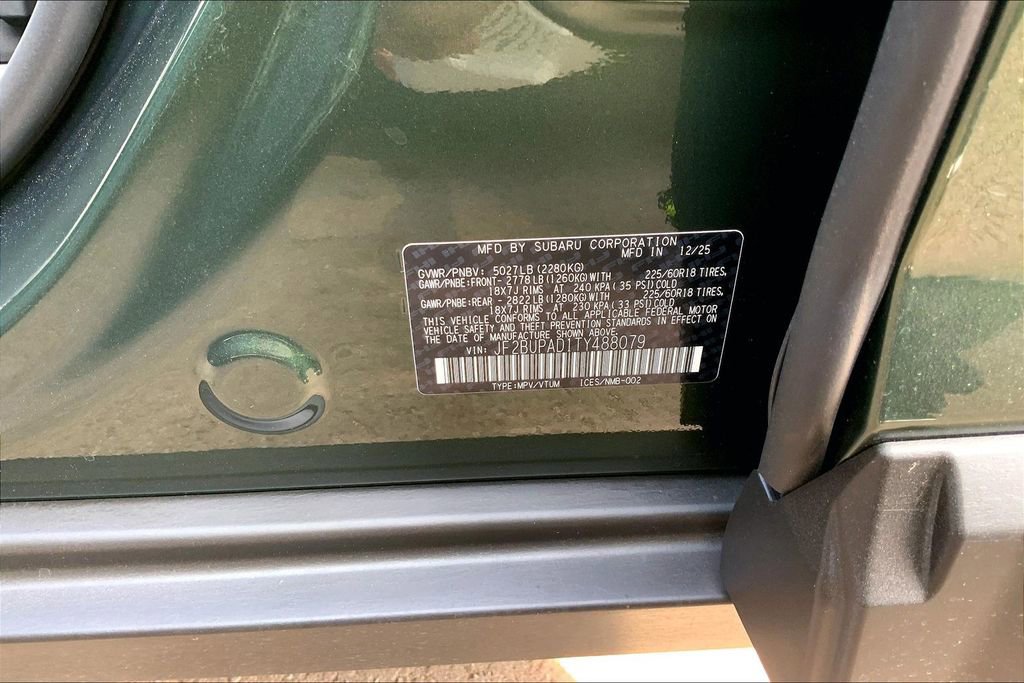 MFD BY SUBARU CORPORATION
MFD IN 12/25
GVWR/PNBV: 5027LB (2280KG)
GAWR/PNBE:FRONT- 2778LB (1260KG)WITH 225/60R18 TIRES,
18X7J RIMS AT 240 KPA (35 PSI)COLD
GAWR/PNBE:REAR - 2822LB (1280KG)WITH 225/60R18 TIRES,
18X7J RIMS AT 230 KPA (33 PSI)COLD
THIS VEHICLE CONFORMS TO ALL APPLICABLE FEDERAL MOTOR
VEHICLE SAFETY AND THEFT PREVENTION STANDARDS IN EFFECT ON
THE DATE OF MANUFACTURE SHOWN ABOVE.
VIN: JF2BUPAD1TY488079
TYPE:MPV/VTUM ICES/NMB-002